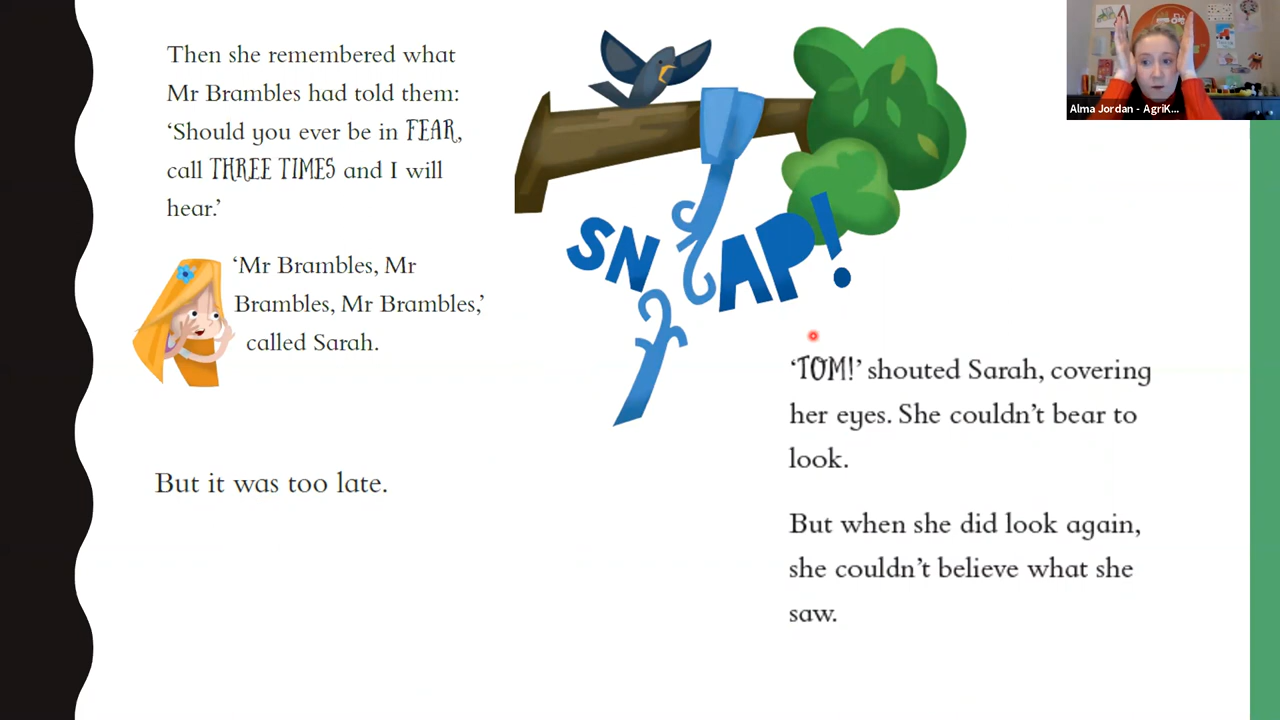 Then she remembered what
Mr Brambles had told them:
‘Should you ever be in FEAR,
call THREE TIMES and I will
hear.’
‘Mr Brambles, Mr
Brambles, Mr Brambles,’
called Sarah.
But it was too late.
SNAP!
‘TOM!’ shouted Sarah, covering
her eyes. She couldn’t bear to
look.
But when she did look again,
she couldn’t believe what she
saw.
Alma Jordan - AgriK...